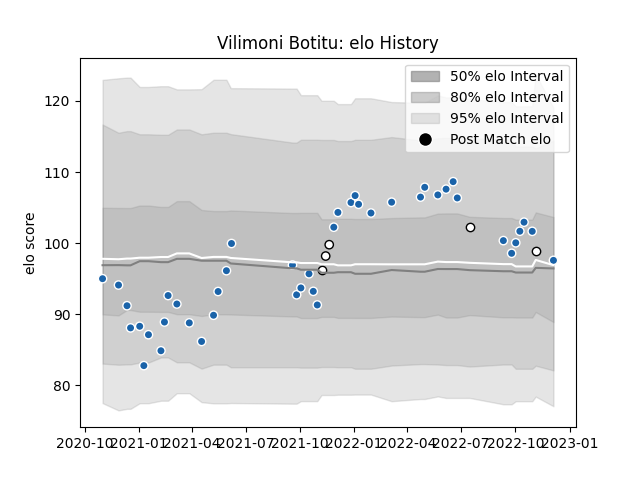 Vilimoni Botitu: elo History
50% elo Interval
80% elo Interval
95% elo Interval
Post Match elo
elo score
120
110
100
90
80
2020-10 2021-01 2021-04 2021-07 2021-10 2022-01 2022-04 2022-07 2022-10 2023-01